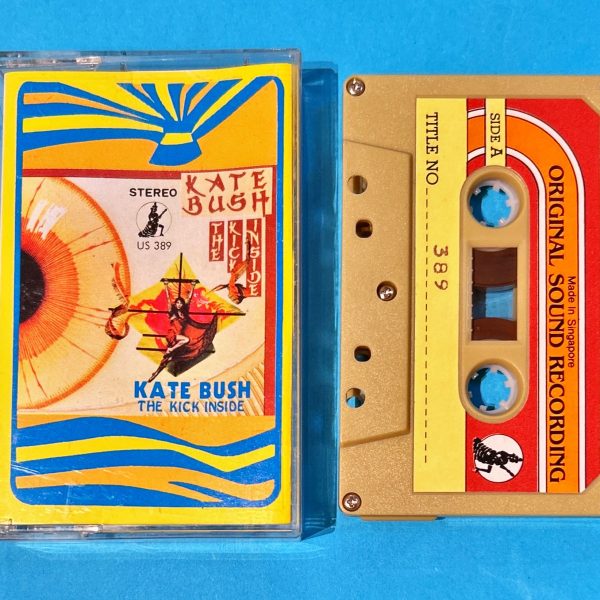 STEREO
US 389
KATE
BUSH
THE
KICK
INSIDE
KATE BUSH
THE KICK INSIDE
SIDE A
TITLE NO.
389
Made in Singapore
ORIGINAL SOUND RECORDING